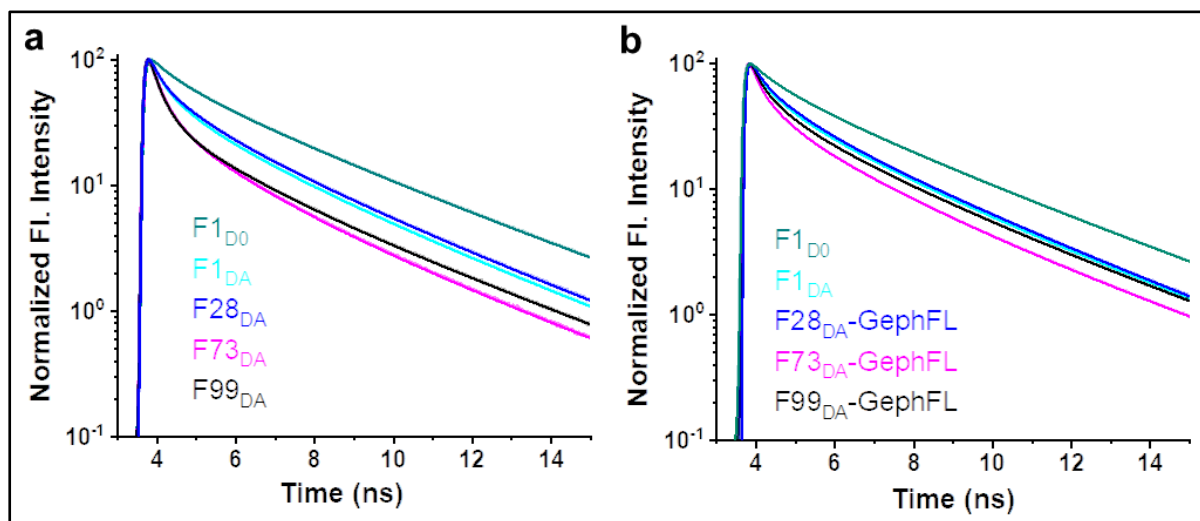 a
Normalized Fl. Intensity
10²
10¹
10⁰
10⁻¹
F1D0
F1DA
F28DA
F73DA
F99DA
4 6 8 10 12 14
Time (ns)
b
Normalized Fl. Intensity
10²
10¹
10⁰
10⁻¹
F1D0
F1DA
F28DA-GephFL
F73DA-GephFL
F99DA-GephFL
4 6 8 10 12 14
Time (ns)